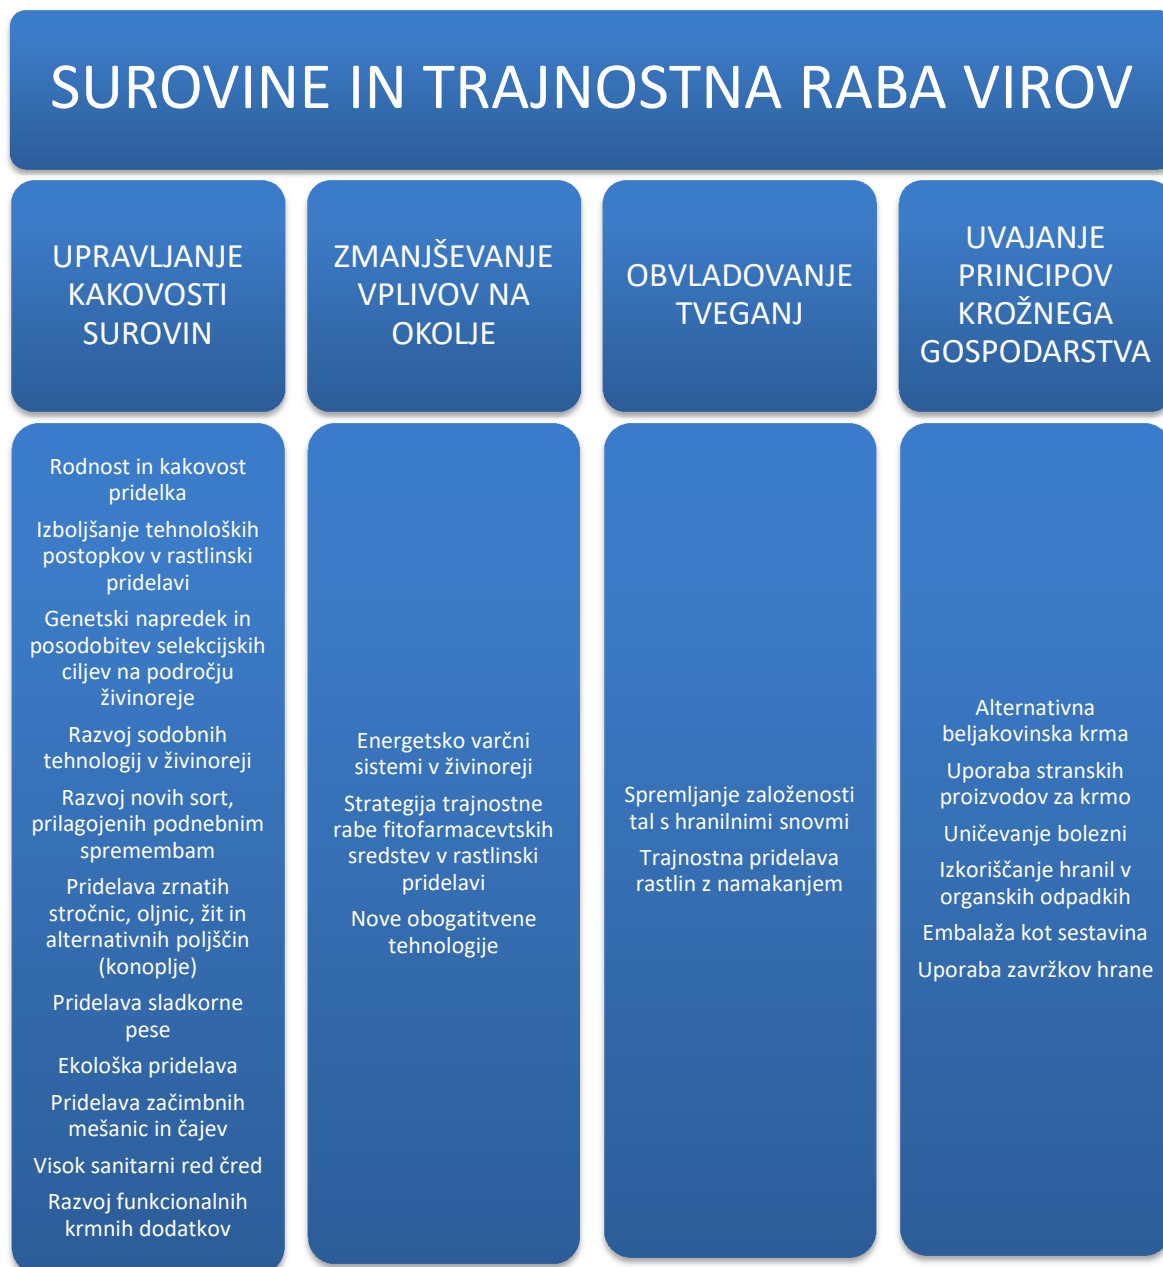 SUROVINE IN TRAJNOSTNA RABA VIROV
UPRAVLJANJE
KAKOVOSTI
SUROVIN
ZMANJŠEVANJE
VPLIVOV NA
OKOLJE
OBVLADOVANJE
TVEGANJ
UVAJANJE
PRINCIPOV
KROŽNEGA
GOSPODARSTVA
Rodnost in kakovost
pridelka
Izboljšanje tehnoloških
postopkov v rastlinski
pridelavi
Genetski napredek in
posodobitev selekcijskih
ciljev na področju
živinoreje
Razvoj sodobnih
tehnologij v živinoreji
Razvoj novih sort,
prilagojenih podnebnim
spremembam
Pridelava zrnatih
stročnic, oljnic, žit in
alternativnih poljščin
(konoplje)
Pridelava sladkorne
pese
Ekološka pridelava
Pridelava začimbnih
mešanic in čajev
Visok sanitarni red čred
Razvoj funkcionalnih
krmnih dodatkov
Energetsko varčni
sistemi v živinoreji
Strategija trajnostne
rabe fitofarmacevtskih
sredstev v rastlinski
pridelavi
Nove obogatitvene
tehnologije
Spremljanje založenosti
tal s hranilnimi snovmi
Trajnostna pridelava
rastlin z namakanjem
Alternativna
beljakovinska krma
Uporaba stranskih
proizvodov za krmo
Uničevanje bolezni
Izkoriščanje hranil v
organskih odpadkih
Embalaža kot sestavina
Uporaba zavržkov hrane